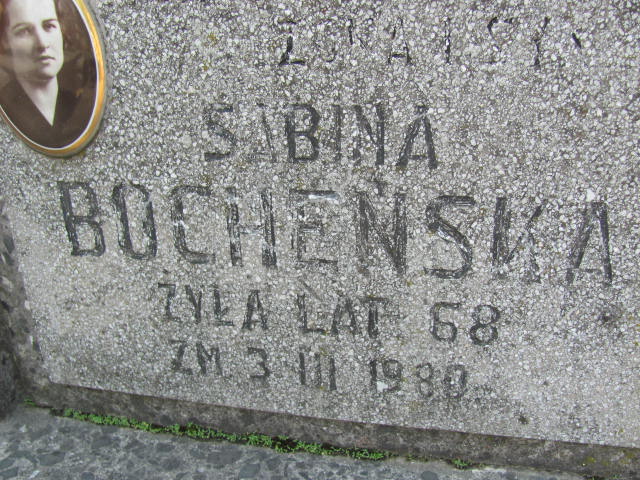 SABINA
BOCHEŃSKA
ŻYŁA LAT 68
ZM. 3 III 1980